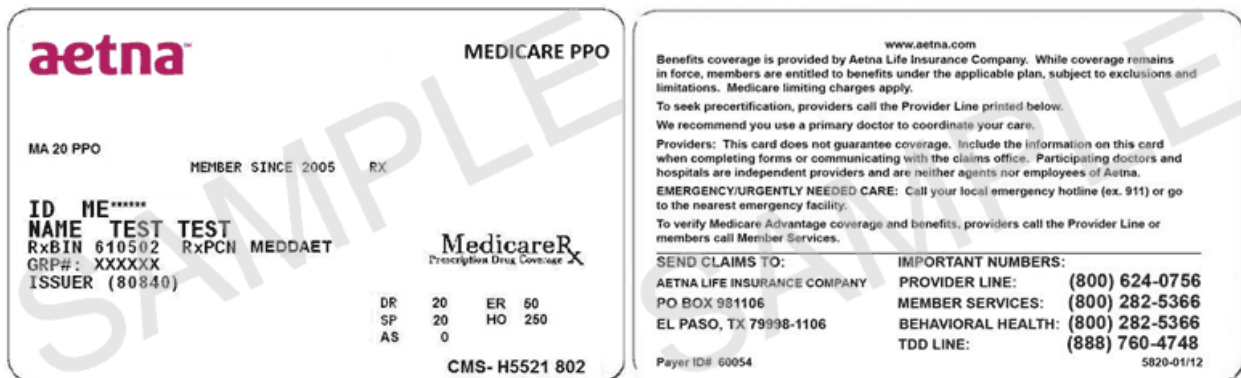 aetna™
MEDICARE PPO
MA 20 PPO
MEMBER SINCE 2005 RX
ID ME******
NAME TEST TEST
RxBIN 610502 RxPCN MEDDAET
GRP#: XXXXXX
ISSUER (80840)
MedicareRx
Prescription Drug Coverage
DR 20 ER 50
SP 20 HO 250
AS 0
CMS- H5521 802
SAMPLE
www.aetna.com
Benefits coverage is provided by Aetna Life Insurance Company. While coverage remains
in force, members are entitled to benefits under the applicable plan, subject to exclusions and
limitations. Medicare limiting charges apply.
To seek precertification, providers call the Provider Line printed below.
We recommend you use a primary doctor to coordinate your care.
Providers: This card does not guarantee coverage. Include the information on this card
when completing forms or communicating with the claims office. Participating doctors and
hospitals are independent providers and are neither agents nor employees of Aetna.
EMERGENCY/URGENTLY NEEDED CARE: Call your local emergency hotline (ex. 911) or go
to the nearest emergency facility.
To verify Medicare Advantage coverage and benefits, providers call the Provider Line or
members call Member Services.
SEND CLAIMS TO:
AETNA LIFE INSURANCE COMPANY
PO BOX 981106
EL PASO, TX 79998-1106
IMPORTANT NUMBERS:
PROVIDER LINE: (800) 624-0756
MEMBER SERVICES: (800) 282-5366
BEHAVIORAL HEALTH: (800) 282-5366
TDD LINE: (888) 760-4748
Payer ID# 60054
5820-01/12
SAMPLE